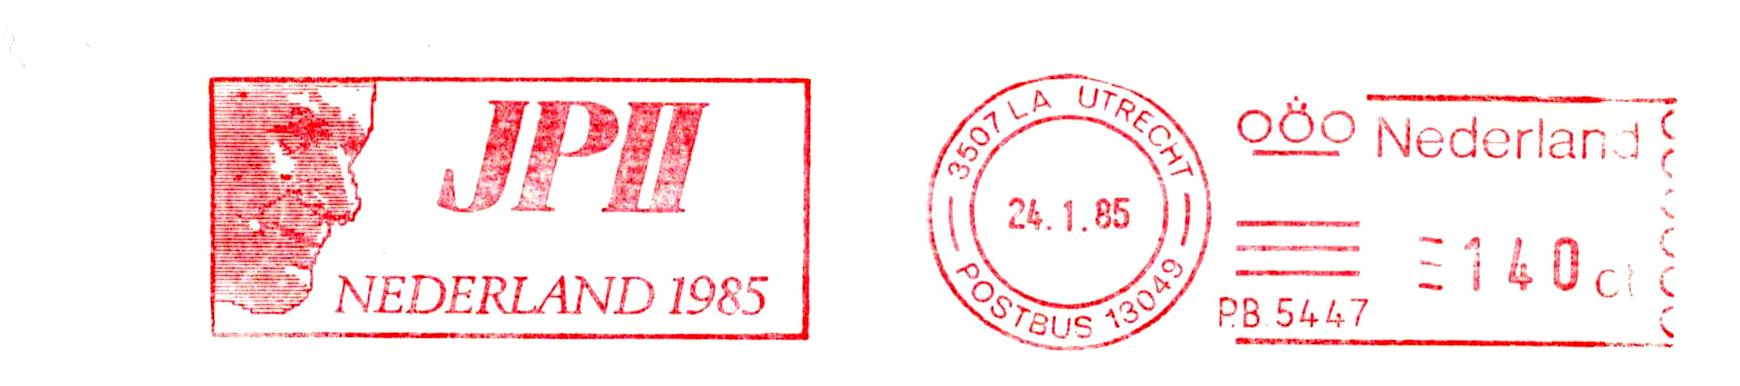 JPII
NEDERLAND 1985
3507 LA UTRECHT
24.1.85
POSTBUS 13049
Nederland
140 ct
P.B. 5447